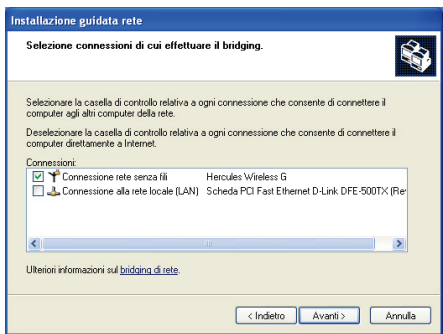 Installazione guidata rete
Selezione connessioni di cui effettuare il bridging.
Selezionare la casella di controllo relativa a ogni connessione che consente di connettere il
computer agli altri computer della rete.
Deselezionare la casella di controllo relativa a ogni connessione che consente di connettere il
computer direttamente a Internet.
Connessioni:
Connessione rete senza fili Hercules Wireless G
Connessione alla rete locale (LAN) Scheda PCI Fast Ethernet D-Link DFE-500TX (Re
Ulteriori informazioni sul bridging di rete.
< Indietro Avanti > Annulla